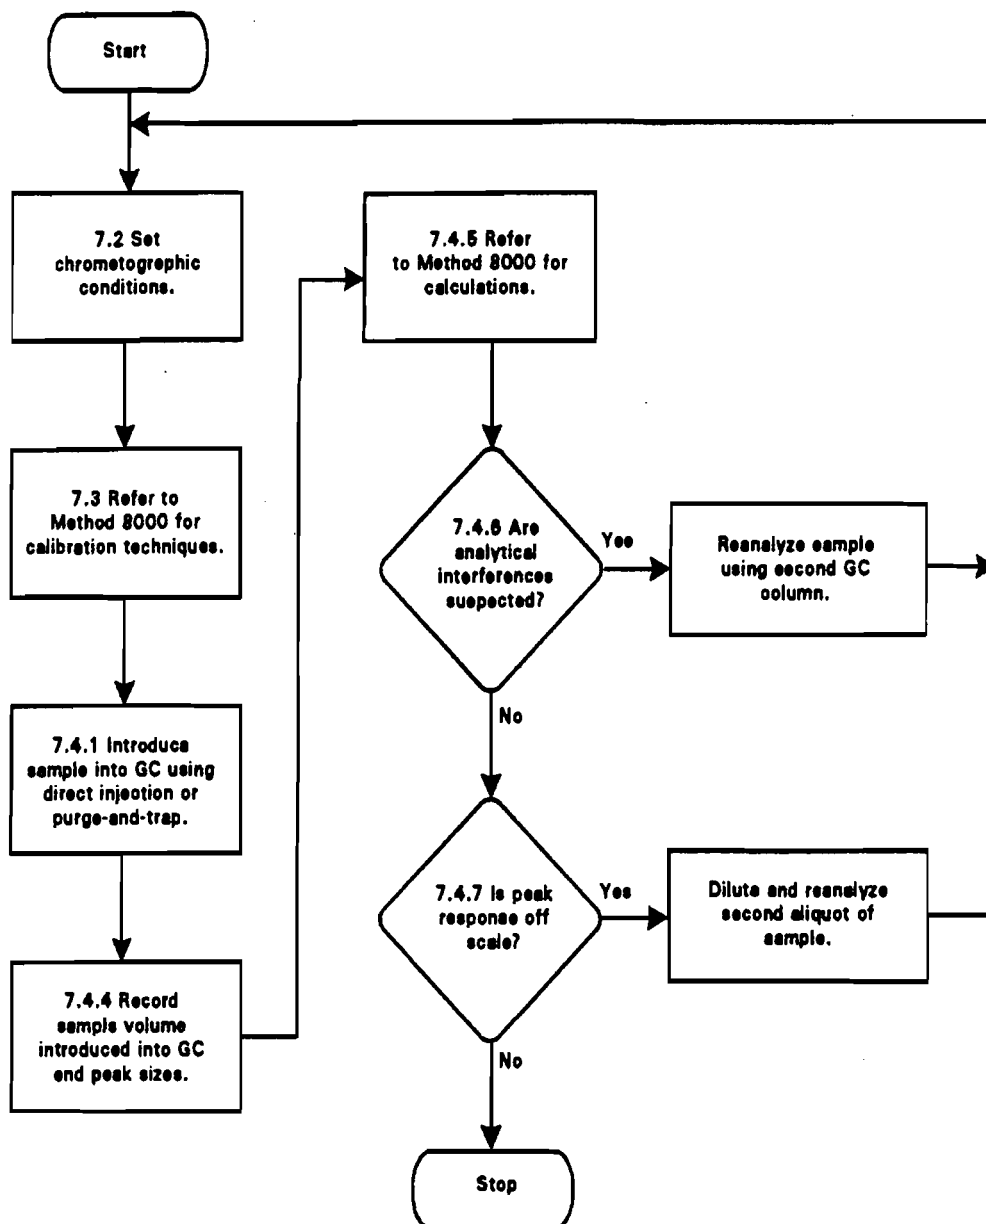 Start
7.2 Set
chrometographic
conditions.
7.3 Refer to
Method 8000 for
calibration techniques.
7.4.1 Introduce
sample into GC using
direct injection or
purge-and-trap.
7.4.4 Record
sample volume
introduced into GC
end peak sizes.
7.4.5 Refer
to Method 8000 for
calculations.
7.4.6 Are
analytical
interferences
suspected?
Yes
Reanalyze sample
using second GC
column.
No
7.4.7 Is peak
response off
scale?
Yes
Dilute and reanalyze
second aliquot of
sample.
No
Stop